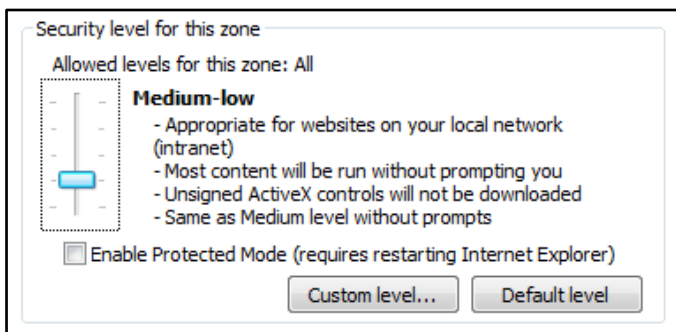 Security level for this zone
Allowed levels for this zone: All
Medium-low
- Appropriate for websites on your local network
(intranet)
- Most content will be run without prompting you
- Unsigned ActiveX controls will not be downloaded
- Same as Medium level without prompts
Enable Protected Mode (requires restarting Internet Explorer)
Custom level...
Default level